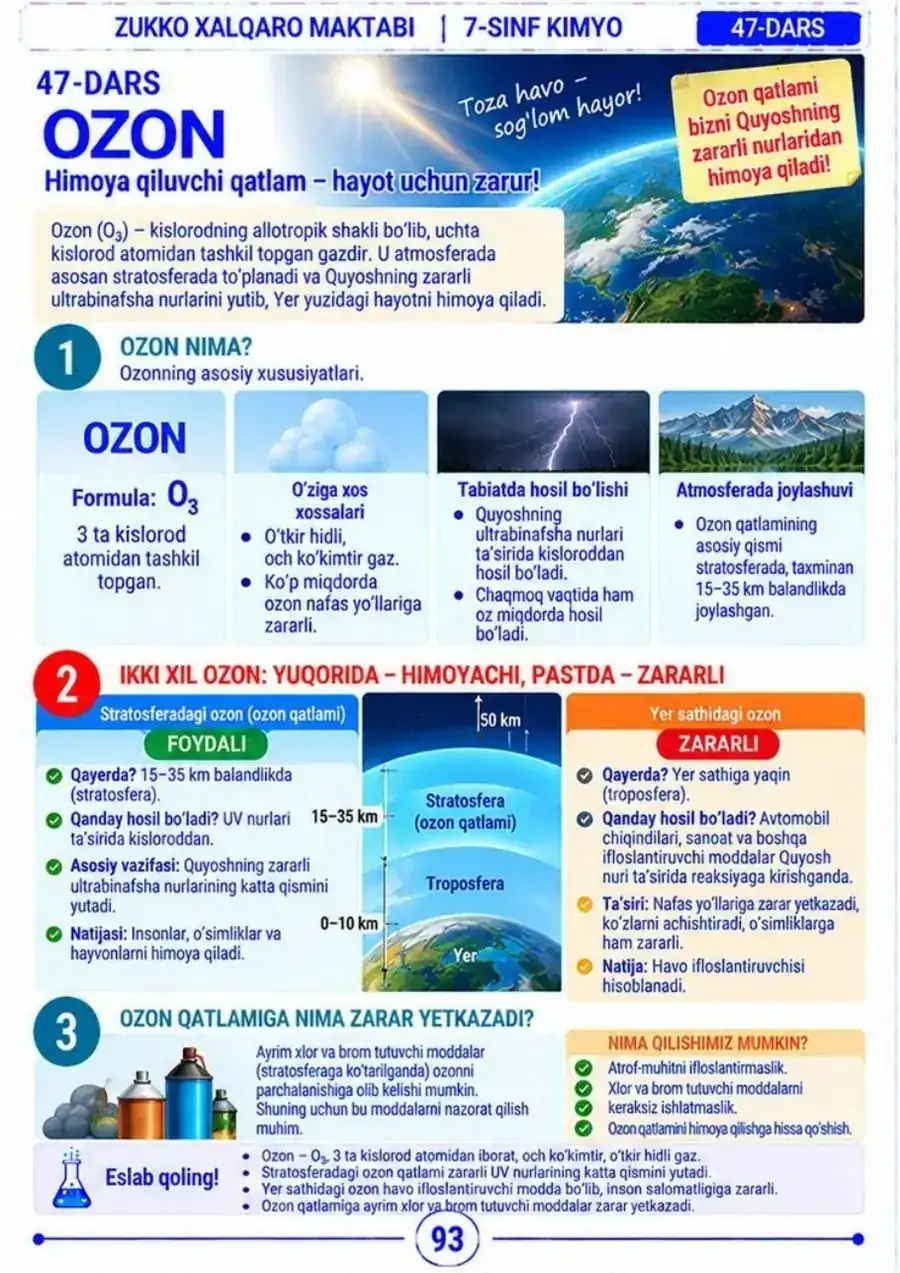 ZUKKO XALQARO MAKTABI | 7-SINF KIMYO
47-DARS
47-DARS
OZON
Himoya qiluvchi qatlam – hayot uchun zarur!
Toza havo –
sog'lom hayor!
Ozon qatlami
bizni Quyoshning
zararli nurlaridan
himoya qiladi!
Ozon (O₃) – kislorodning allotropik shakli bo'lib, uchta
kislorod atomidan tashkil topgan gazdir. U atmosferada
asosan stratosferada to'planadi va Quyoshning zararli
ultrabinafsha nurlarini yutib, Yer yuzidagi hayotni himoya qiladi.
1
OZON NIMA?
Ozonning asosiy xususiyatlari.
OZON
Formula: O₃
3 ta kislorod
atomidan tashkil
topgan.
O'ziga xos
xossalari
• O'tkir hidli,
och ko'kimtir gaz.
• Ko'p miqdorda
ozon nafas yo'llariga
zararli.
Tabiatda hosil bo'lishi
• Quyoshning
ultrabinafsha nurlari
ta'sirida kisloroddan
hosil bo'ladi.
• Chaqmoq vaqtida ham
oz miqdorda hosil
bo'ladi.
Atmosferada joylashuvi
• Ozon qatlamining
asosiy qismi
stratosferada, taxminan
15–35 km balandlikda
joylashgan.
2
IKKI XIL OZON: YUQORIDA – HIMOYACHI, PASTDA – ZARARLI
Stratosferadagi ozon (ozon qatlami)
FOYDALI
Qayerda? 15–35 km balandlikda
(stratosfera).
Qanday hosil bo'ladi? UV nurlari
ta'sirida kisloroddan.
Asosiy vazifasi: Quyoshning zararli
ultrabinafsha nurlarining katta qismini
yutadi.
Natijasi: Insonlar, o'simliklar va
hayvonlarni himoya qiladi.
50 km
15–35 km
Stratosfera
(ozon qatlami)
Troposfera
0–10 km
Yer
Yer sathidagi ozon
ZARARLI
Qayerda? Yer sathiga yaqin
(troposfera).
Qanday hosil bo'ladi? Avtomobil
chiqindilari, sanoat va boshqa
ifloslantiruvchi moddalar Quyosh
nuri ta'sirida reaksiyaga kirishganda.
Ta'siri: Nafas yo'llariga zarar yetkazadi,
ko'zlarni achishtiradi, o'simliklarga
ham zararli.
Natija: Havo ifloslantiruvchisi
hisoblanadi.
3
OZON QATLAMIGA NIMA ZARAR YETKAZADI?
Ayrim xlor va brom tutuvchi moddalar
(stratosferaga ko'tarilganda) ozonni
parchalanishiga olib kelishi mumkin.
Shuning uchun bu moddalarni nazorat qilish
muhim.
NIMA QILISHIMIZ MUMKIN?
Atrof-muhitni ifloslantirmaslik.
Xlor va brom tutuvchi moddalarni
keraksiz ishlatmaslik.
Ozon qatlamini himoya qilishga hissa qo'shish.
Eslab qoling!
• Ozon – O₃, 3 ta kislorod atomidan iborat, och ko'kimtir, o'tkir hidli gaz.
• Stratosferadagi ozon qatlami zararli UV nurlarining katta qismini yutadi.
• Yer sathidagi ozon havo ifloslantiruvchi modda bo'lib, inson salomatligiga zararli.
• Ozon qatlamiga ayrim xlor va brom tutuvchi moddalar zarar yetkazadi.
93